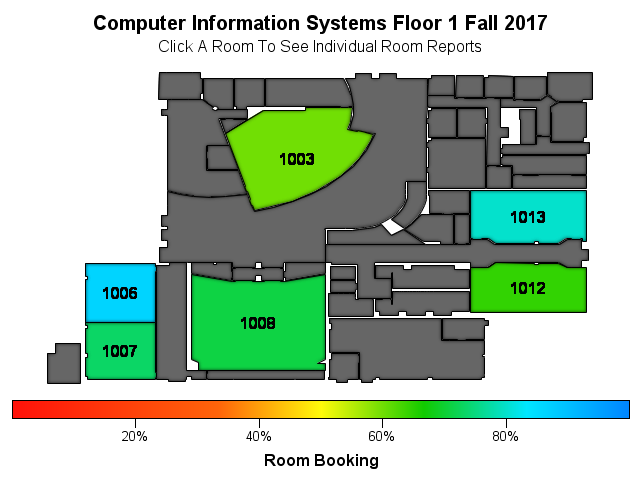 Computer Information Systems Floor 1 Fall 2017
Click A Room To See Individual Room Reports
1003
1013
1006
1012
1008
1007
20% 40% 60% 80%
Room Booking